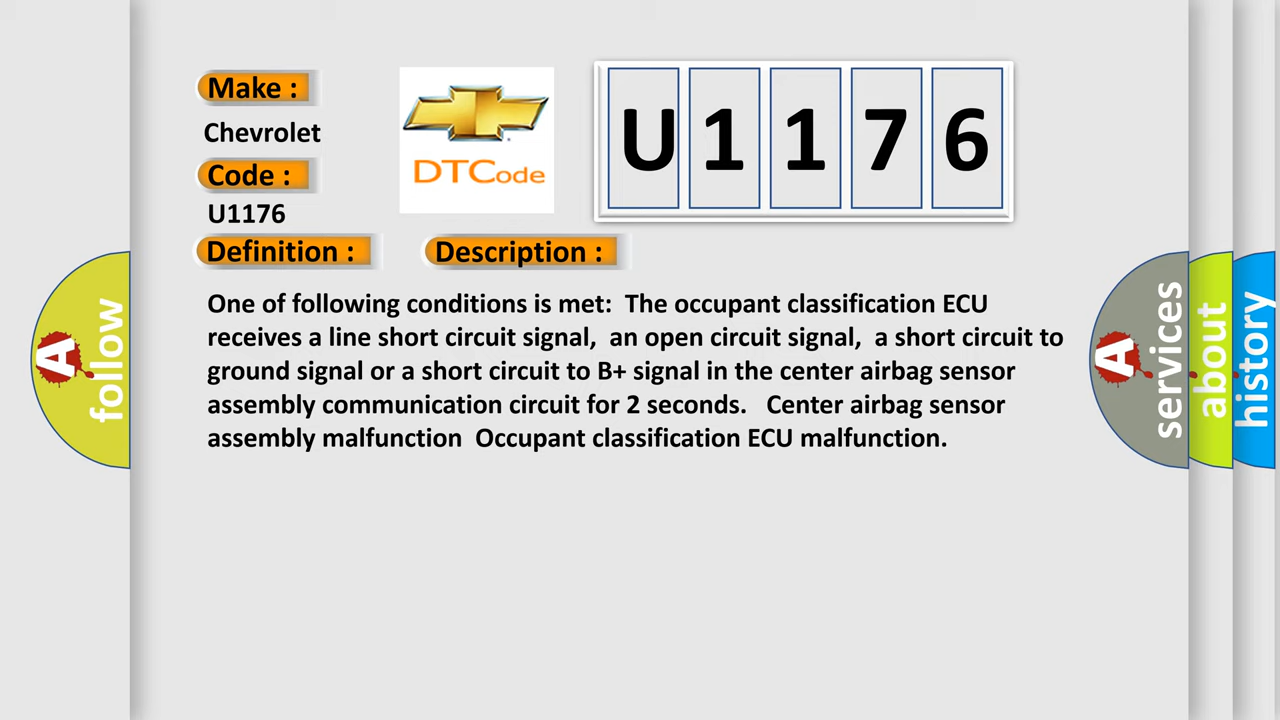 Make :
Chevrolet
Code :
U1176
DTCode
U1176
Definition :
Description :
One of following conditions is met:  The occupant classification ECU
receives a line short circuit signal,  an open circuit signal,  a short circuit to
ground signal or a short circuit to B+ signal in the center airbag sensor
assembly communication circuit for 2 seconds.   Center airbag sensor
assembly malfunction  Occupant classification ECU malfunction.
A
follow
A
services
about
history